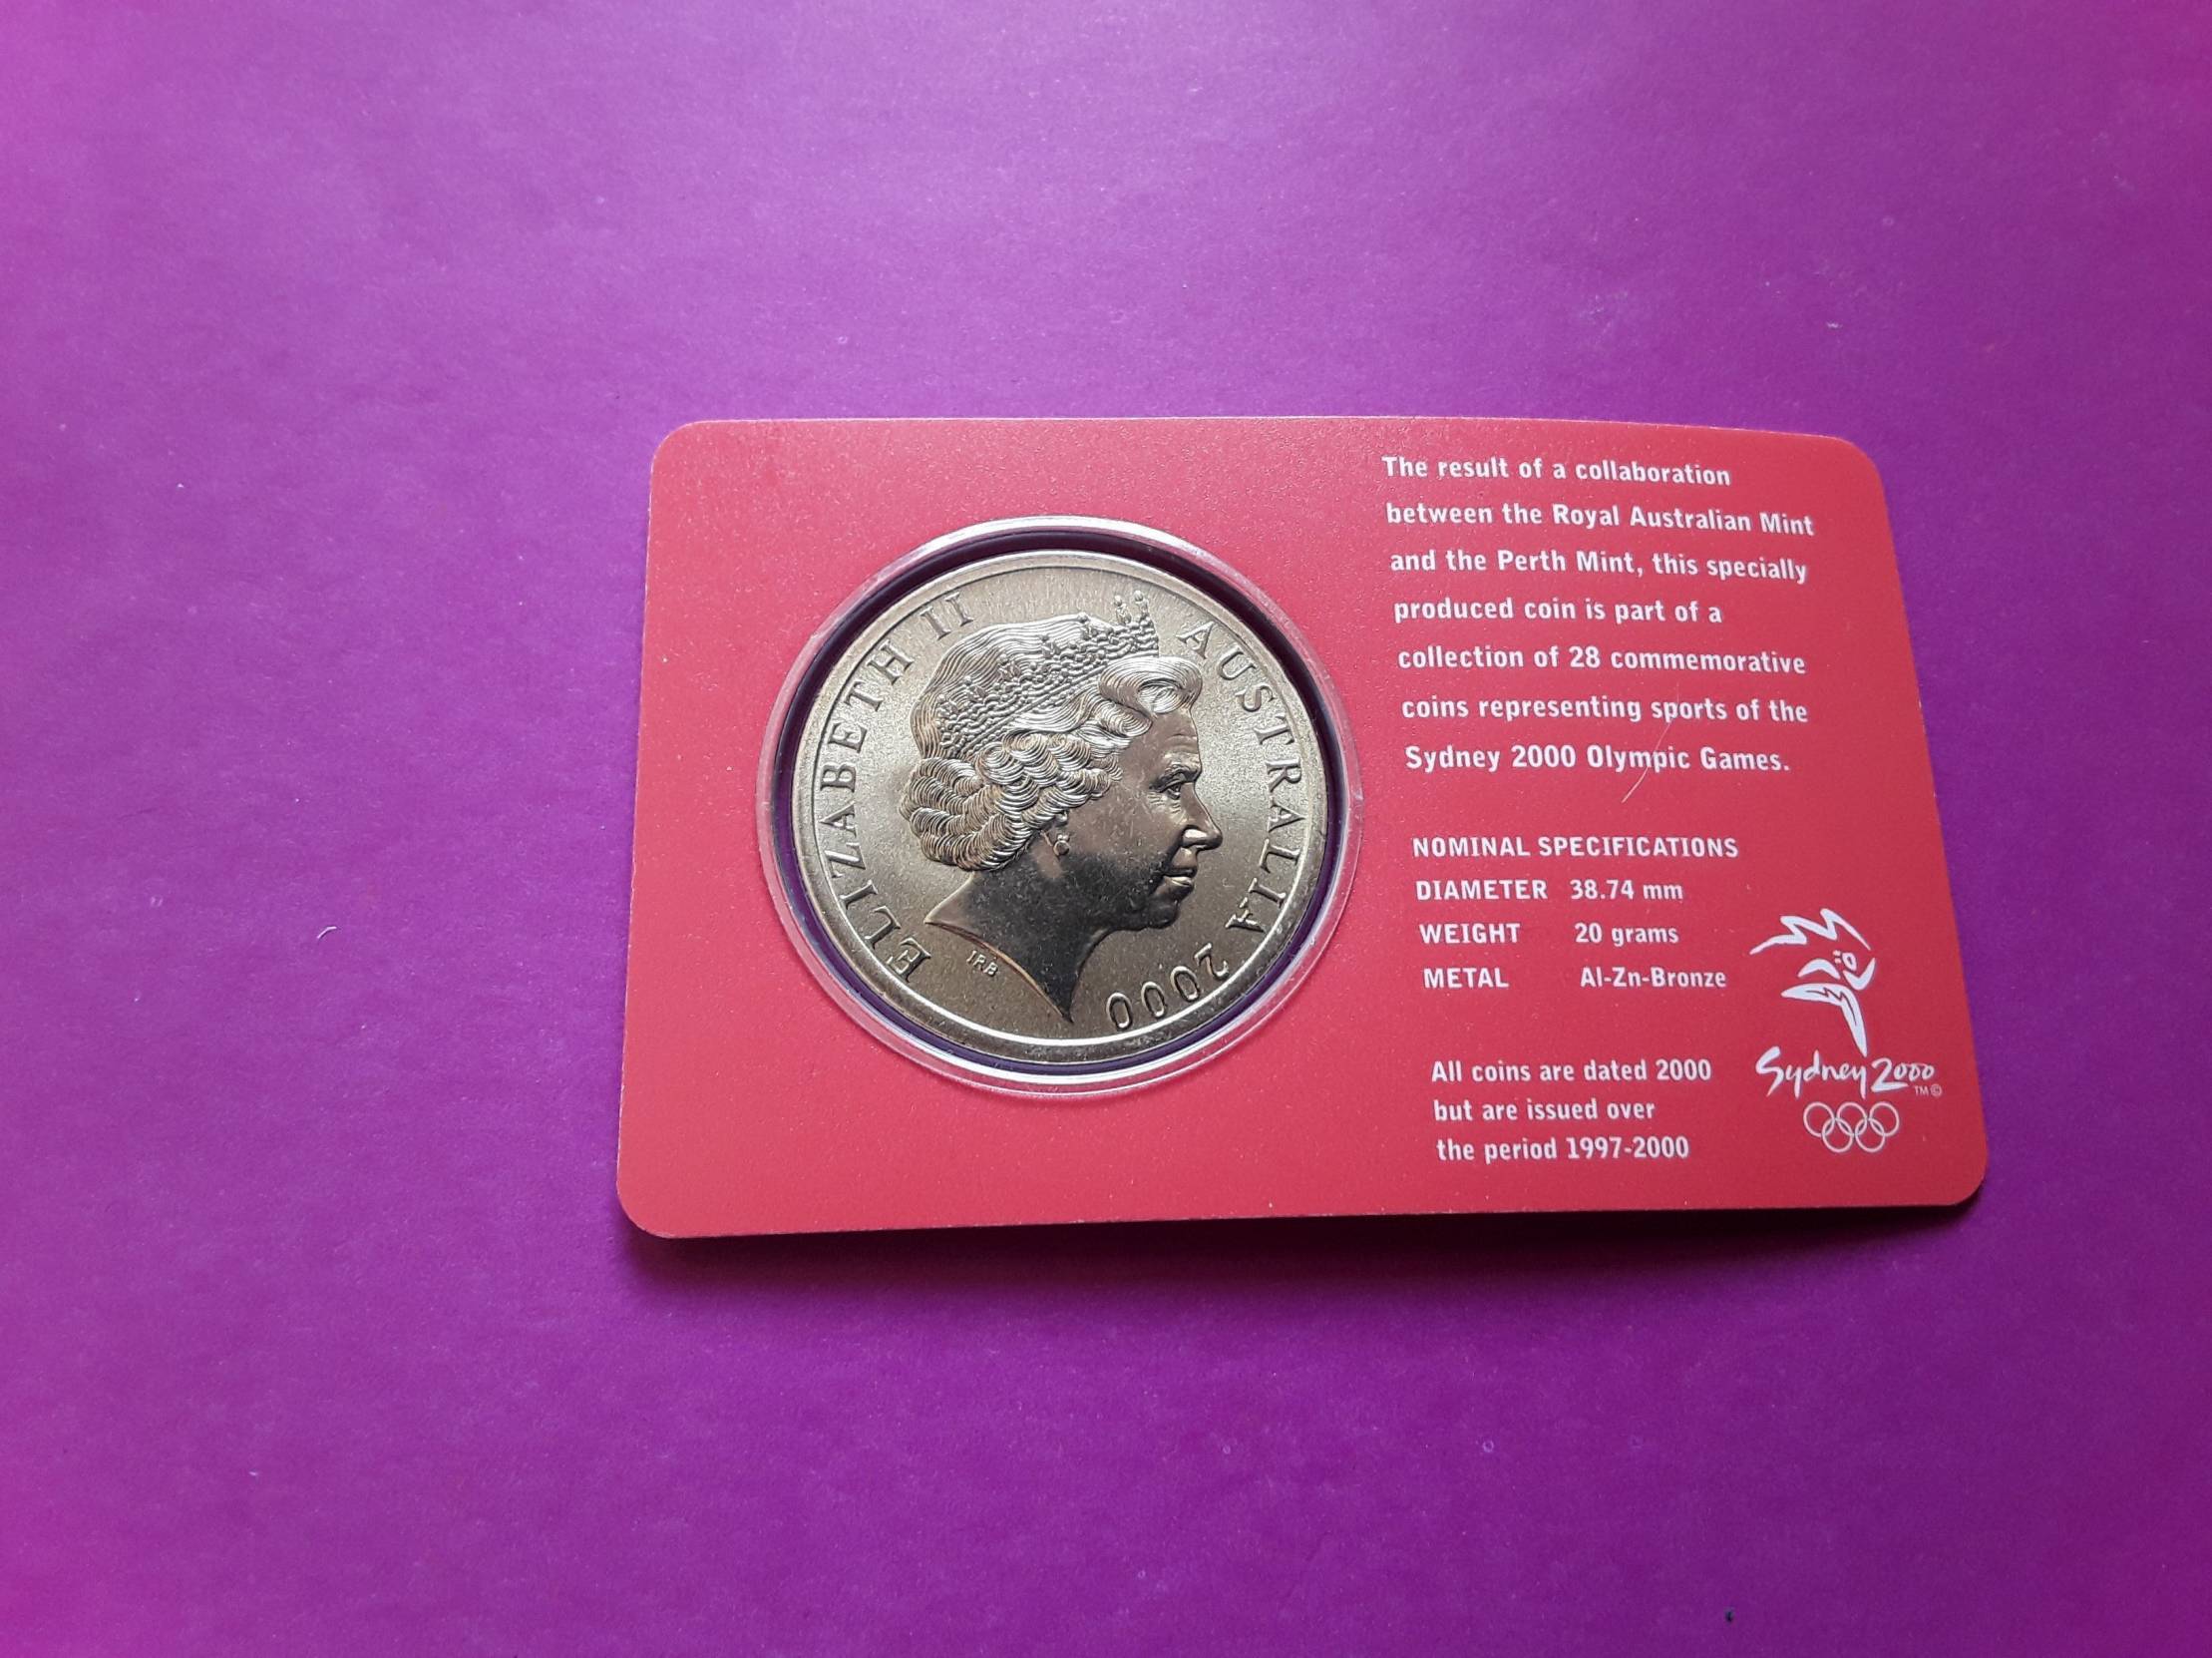 ELIZABETH II
AUSTRALIA 2000
IRB
The result of a collaboration
between the Royal Australian Mint
and the Perth Mint, this specially
produced coin is part of a
collection of 28 commemorative
coins representing sports of the
Sydney 2000 Olympic Games.
NOMINAL SPECIFICATIONS
DIAMETER 38.74 mm
WEIGHT 20 grams
METAL Al-Zn-Bronze
All coins are dated 2000
but are issued over
the period 1997-2000
Sydney 2000
TM ©